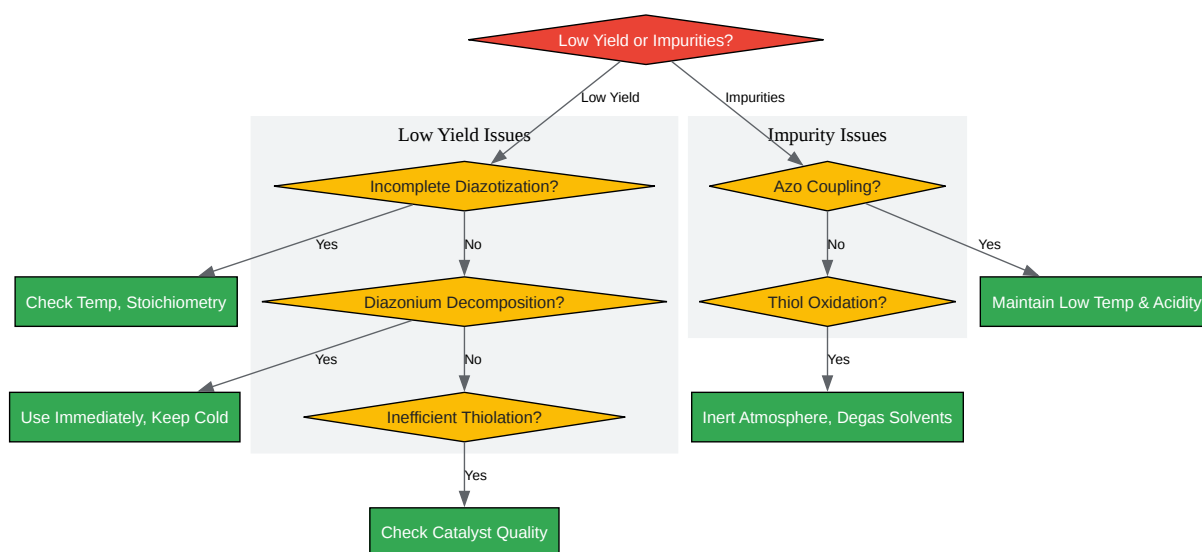 Low Yield or Impurities?
Low Yield
Impurities
Low Yield Issues
Impurity Issues
Incomplete Diazotization?
Azo Coupling?
Yes
No
No
Yes
Check Temp, Stoichiometry
Diazonium Decomposition?
Thiol Oxidation?
Maintain Low Temp & Acidity
Yes
No
Yes
Use Immediately, Keep Cold
Inefficient Thiolation?
Inert Atmosphere, Degas Solvents
Yes
Check Catalyst Quality